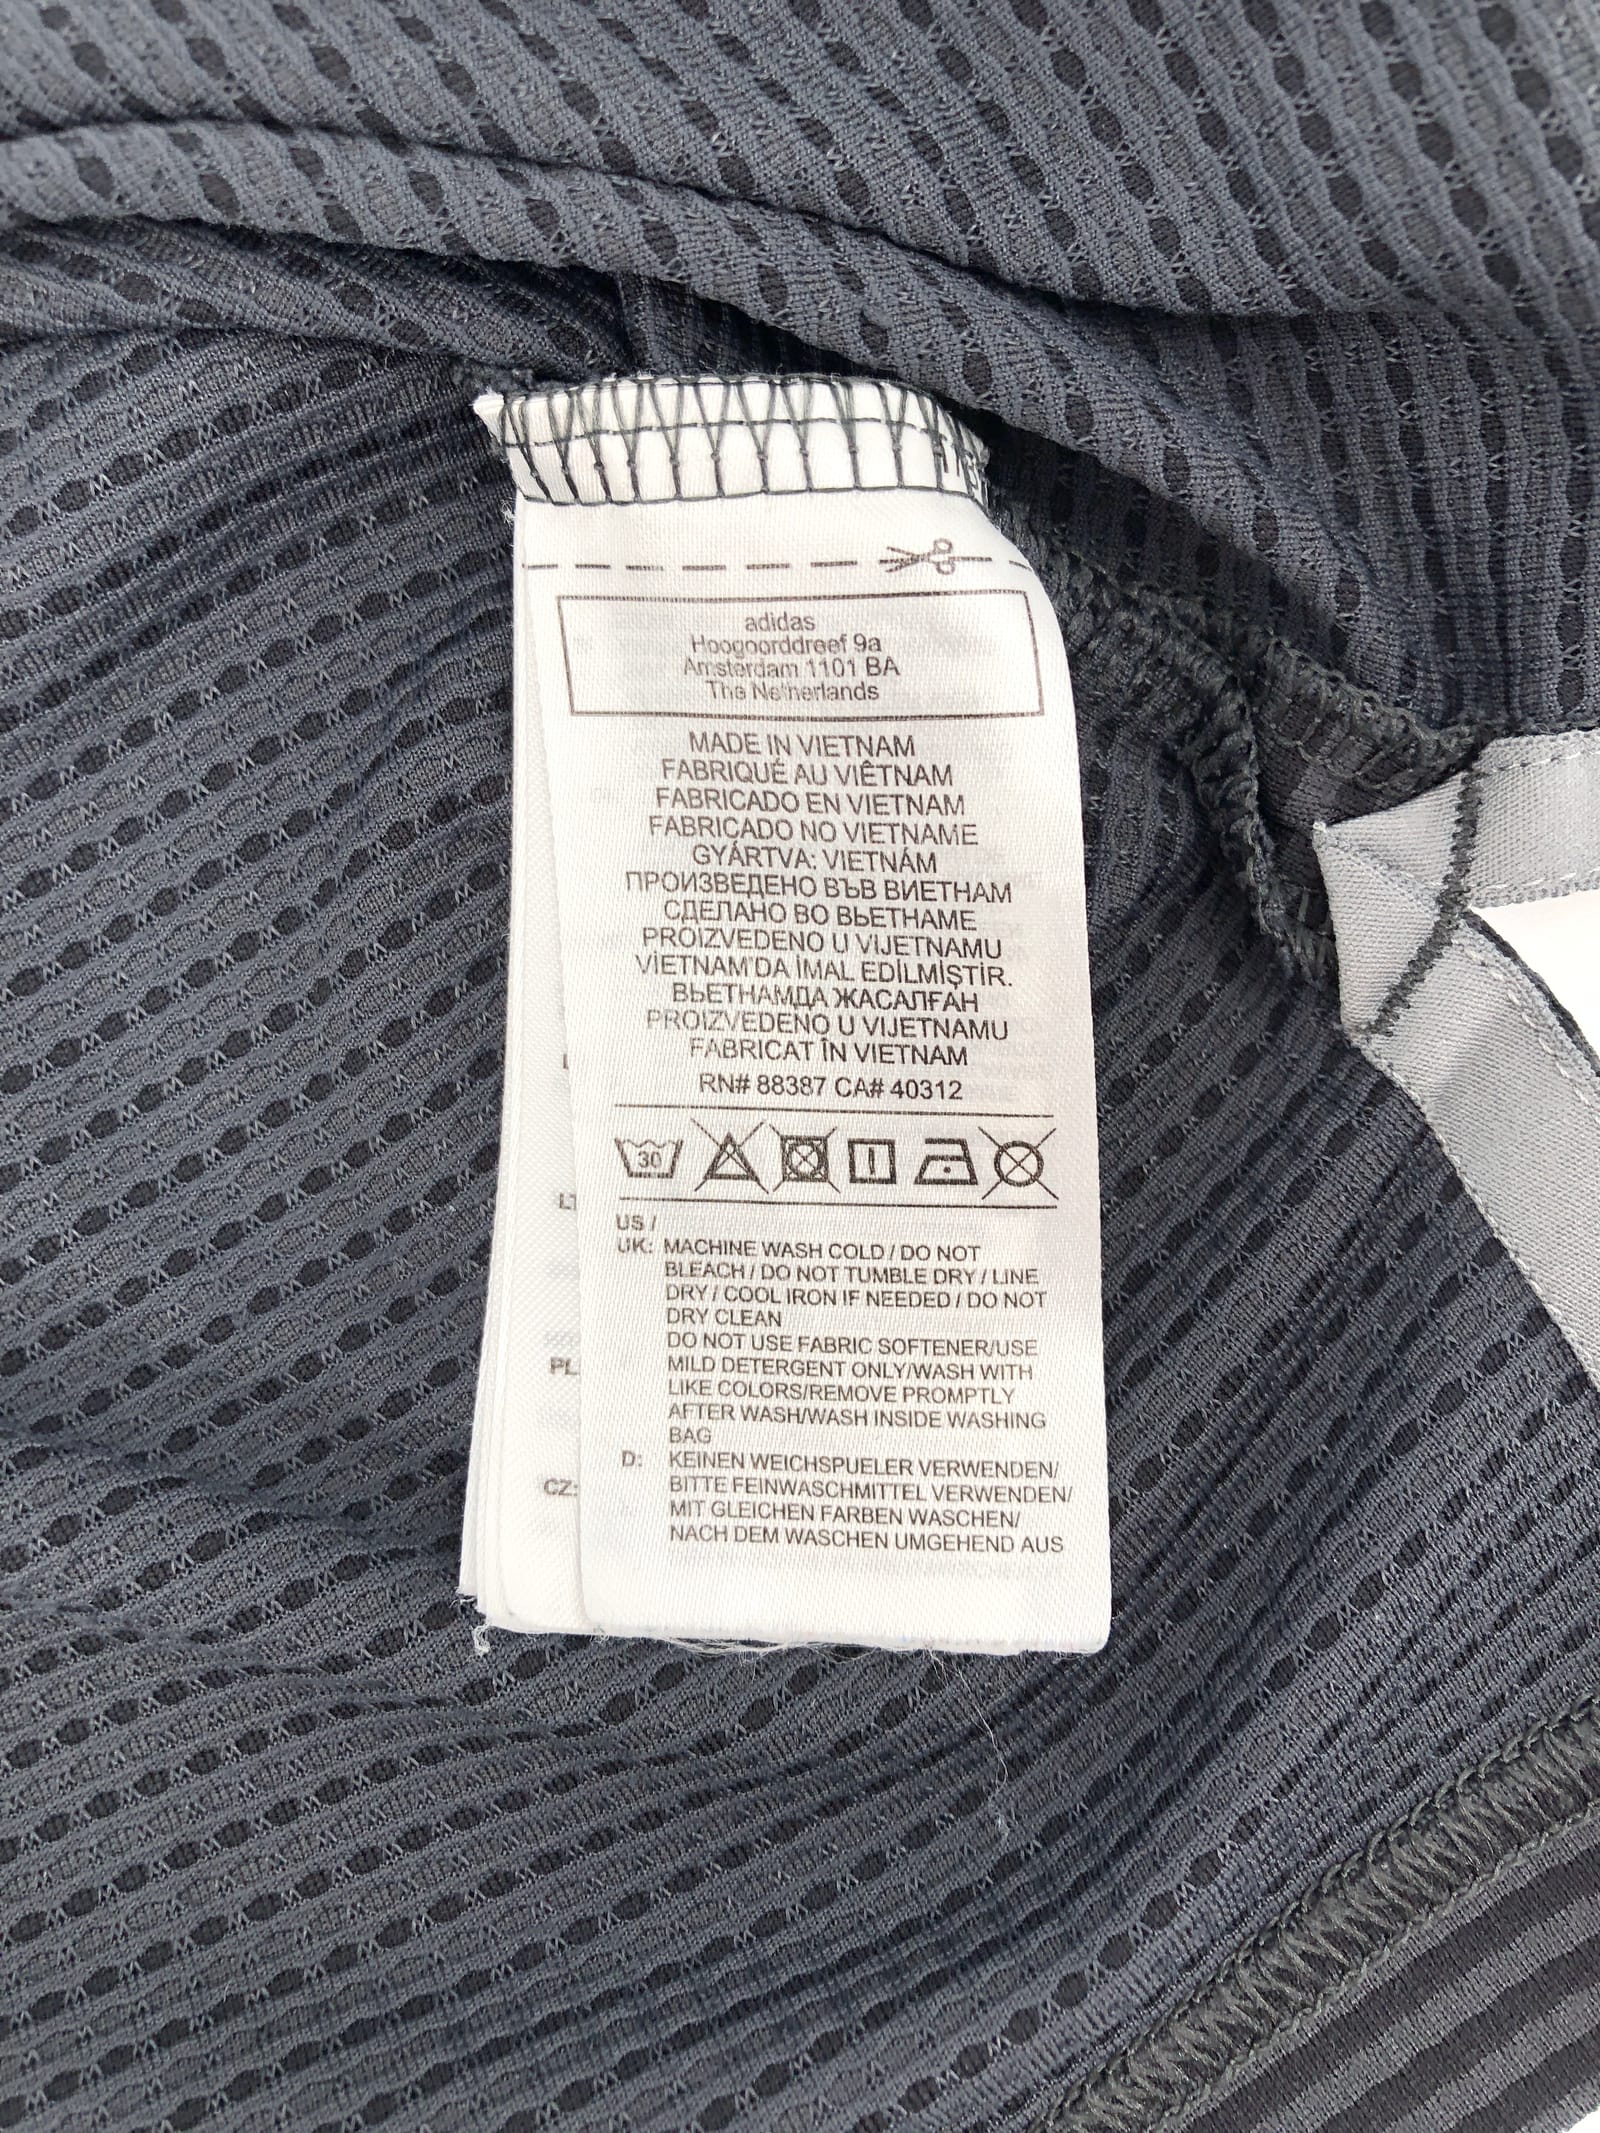 adidas
Hoogoorddreef 9a
Amsterdam 1101 BA
The Netherlands
MADE IN VIETNAM
FABRIQUÉ AU VIÊTNAM
FABRICADO EN VIETNAM
FABRICADO NO VIETNAME
GYÁRTVA: VIETNÁM
ПРОИЗВЕДЕНО ВЪВ ВИЕТНАМ
СДЕЛАНО ВО ВЬЕТНАМЕ
PROIZVEDENO U VIJETNAMU
VİETNAM'DA İMAL EDİLMİŞTİR.
ВЬЕТНАМДА ЖАСАЛҒАН
PROIZVEDENO U VIJETNAMU
FABRICAT ÎN VIETNAM
RN# 88387 CA# 40312
30
US /
UK: MACHINE WASH COLD / DO NOT
BLEACH / DO NOT TUMBLE DRY / LINE
DRY / COOL IRON IF NEEDED / DO NOT
DRY CLEAN
DO NOT USE FABRIC SOFTENER/USE
MILD DETERGENT ONLY/WASH WITH
LIKE COLORS/REMOVE PROMPTLY
AFTER WASH/WASH INSIDE WASHING
BAG
D: KEINEN WEICHSPUELER VERWENDEN/
BITTE FEINWASCHMITTEL VERWENDEN/
MIT GLEICHEN FARBEN WASCHEN/
NACH DEM WASCHEN UMGEHEND AUS
PL
CZ: